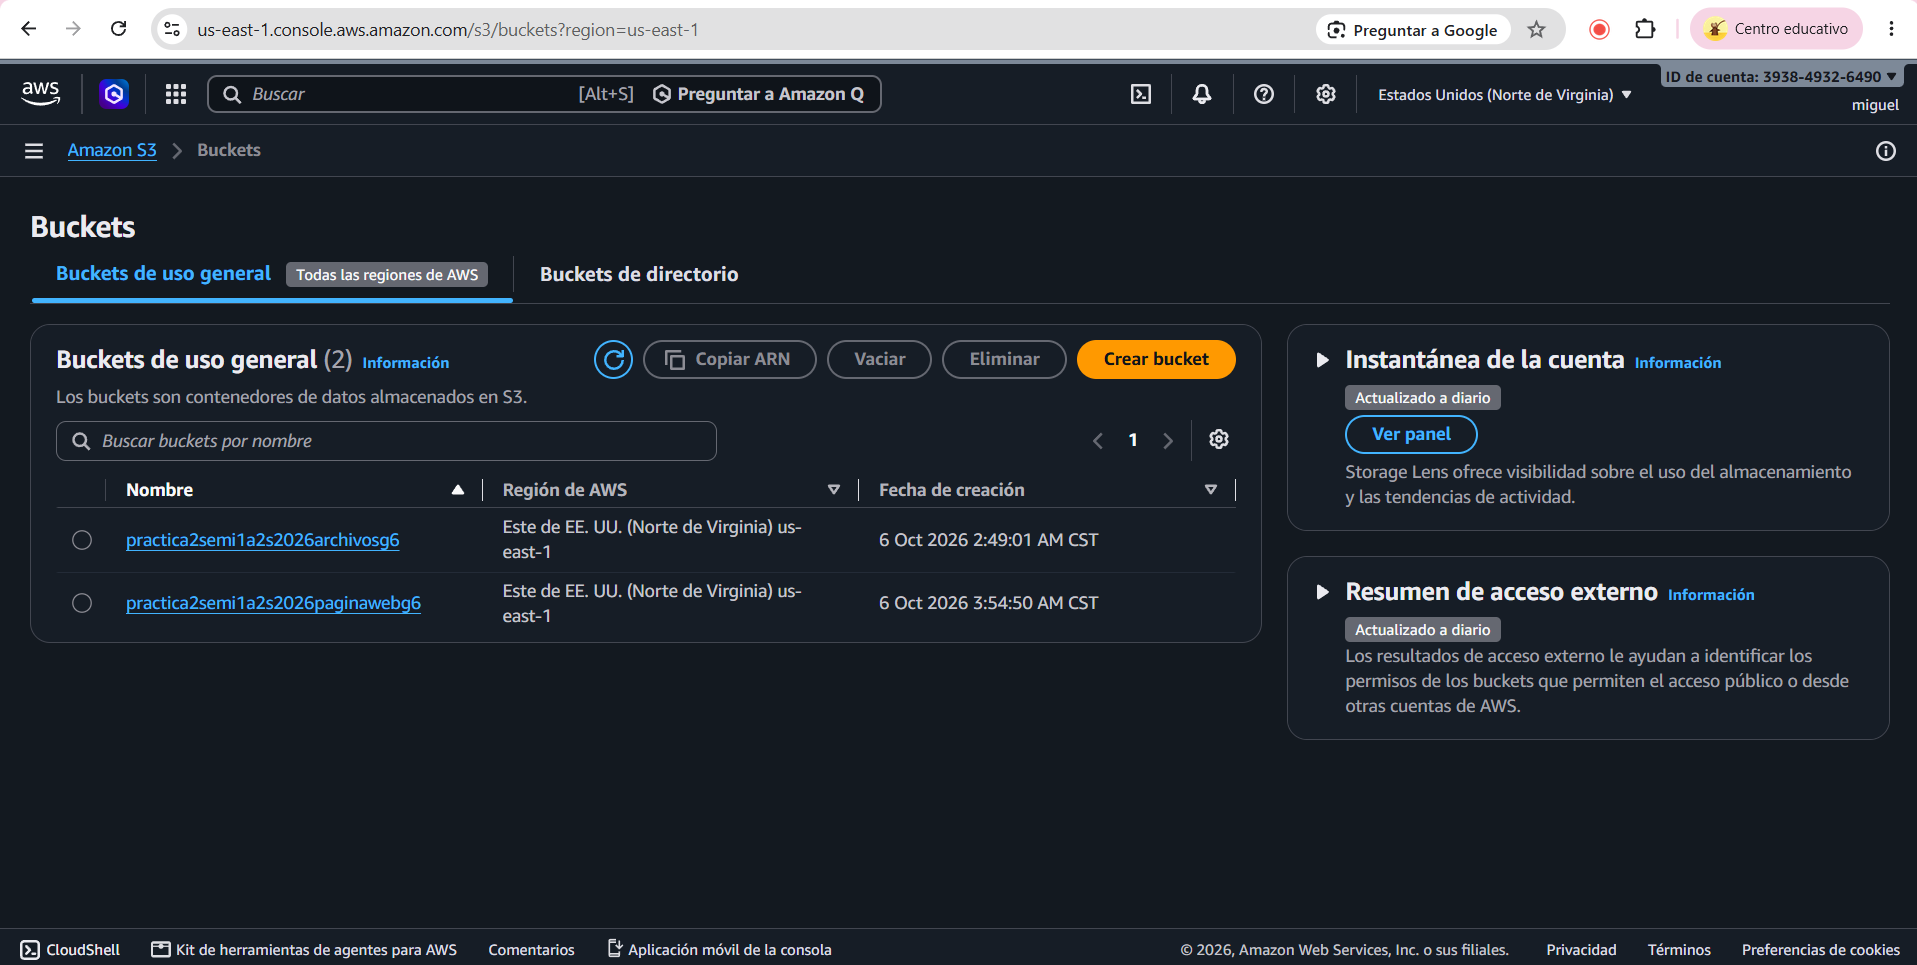 us-east-1.console.aws.amazon.com/s3/buckets?region=us-east-1
Preguntar a Google
Centro educativo
aws
Buscar
[Alt+S]
Preguntar a Amazon Q
Estados Unidos (Norte de Virginia)
ID de cuenta: 3938-4932-6490
miguel
Amazon S3
Buckets
Buckets
Buckets de uso general
Todas las regiones de AWS
Buckets de directorio
Buckets de uso general (2) Información
Copiar ARN
Vaciar
Eliminar
Crear bucket
Los buckets son contenedores de datos almacenados en S3.
Buscar buckets por nombre
1
Nombre
Región de AWS
Fecha de creación
practica2semi1a2s2026archivosg6
Este de EE. UU. (Norte de Virginia) us-
east-1
6 Oct 2026 2:49:01 AM CST
practica2semi1a2s2026paginawebg6
Este de EE. UU. (Norte de Virginia) us-
east-1
6 Oct 2026 3:54:50 AM CST
Instantánea de la cuenta Información
Actualizado a diario
Ver panel
Storage Lens ofrece visibilidad sobre el uso del almacenamiento
y las tendencias de actividad.
Resumen de acceso externo Información
Actualizado a diario
Los resultados de acceso externo le ayudan a identificar los
permisos de los buckets que permiten el acceso público o desde
otras cuentas de AWS.
CloudShell
Kit de herramientas de agentes para AWS
Comentarios
Aplicación móvil de la consola
© 2026, Amazon Web Services, Inc. o sus filiales.
Privacidad
Términos
Preferencias de cookies